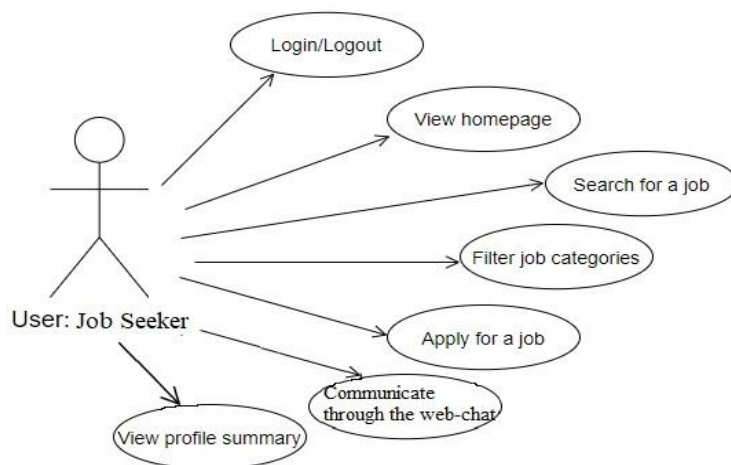 Login/Logout
View homepage
Search for a job
Filter job categories
User: Job Seeker
Apply for a job
Communicate
through the web-chat
View profile summary